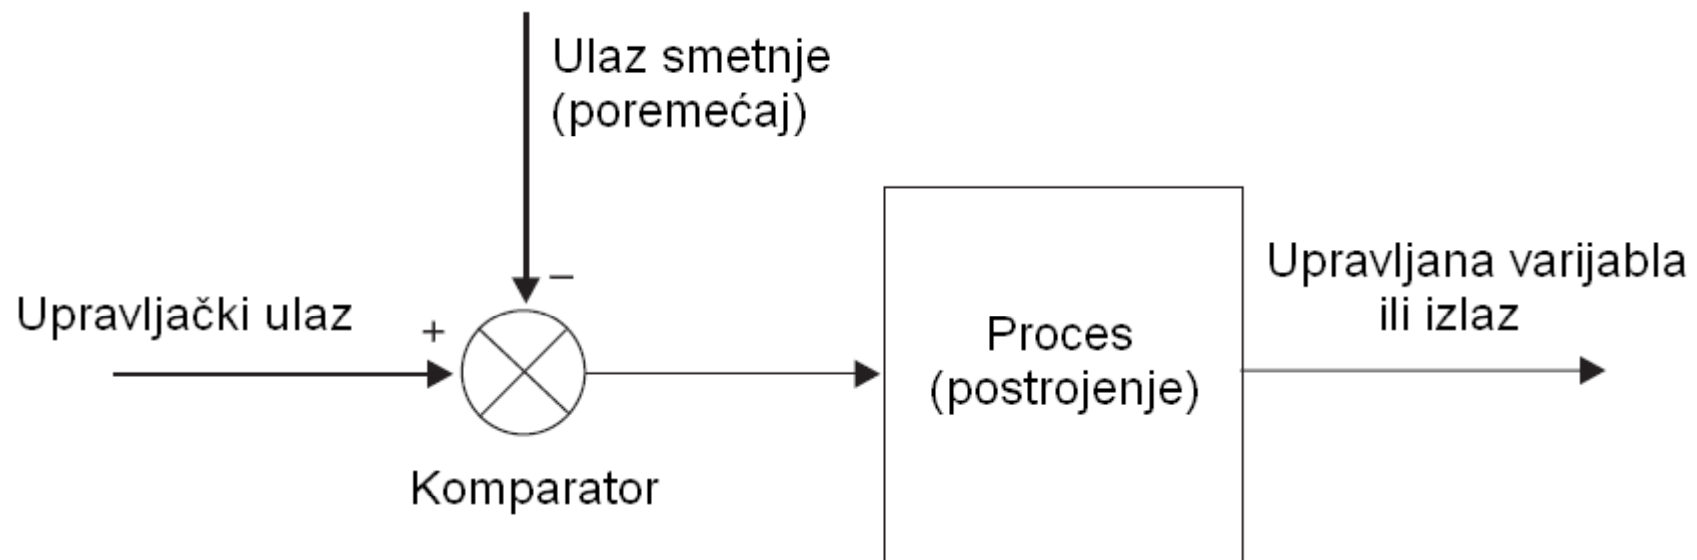 Ulaz smetnje
(poremećaj)
–
Upravljački ulaz
+
Komparator
Proces
(postrojenje)
Upravljana varijabla
ili izlaz